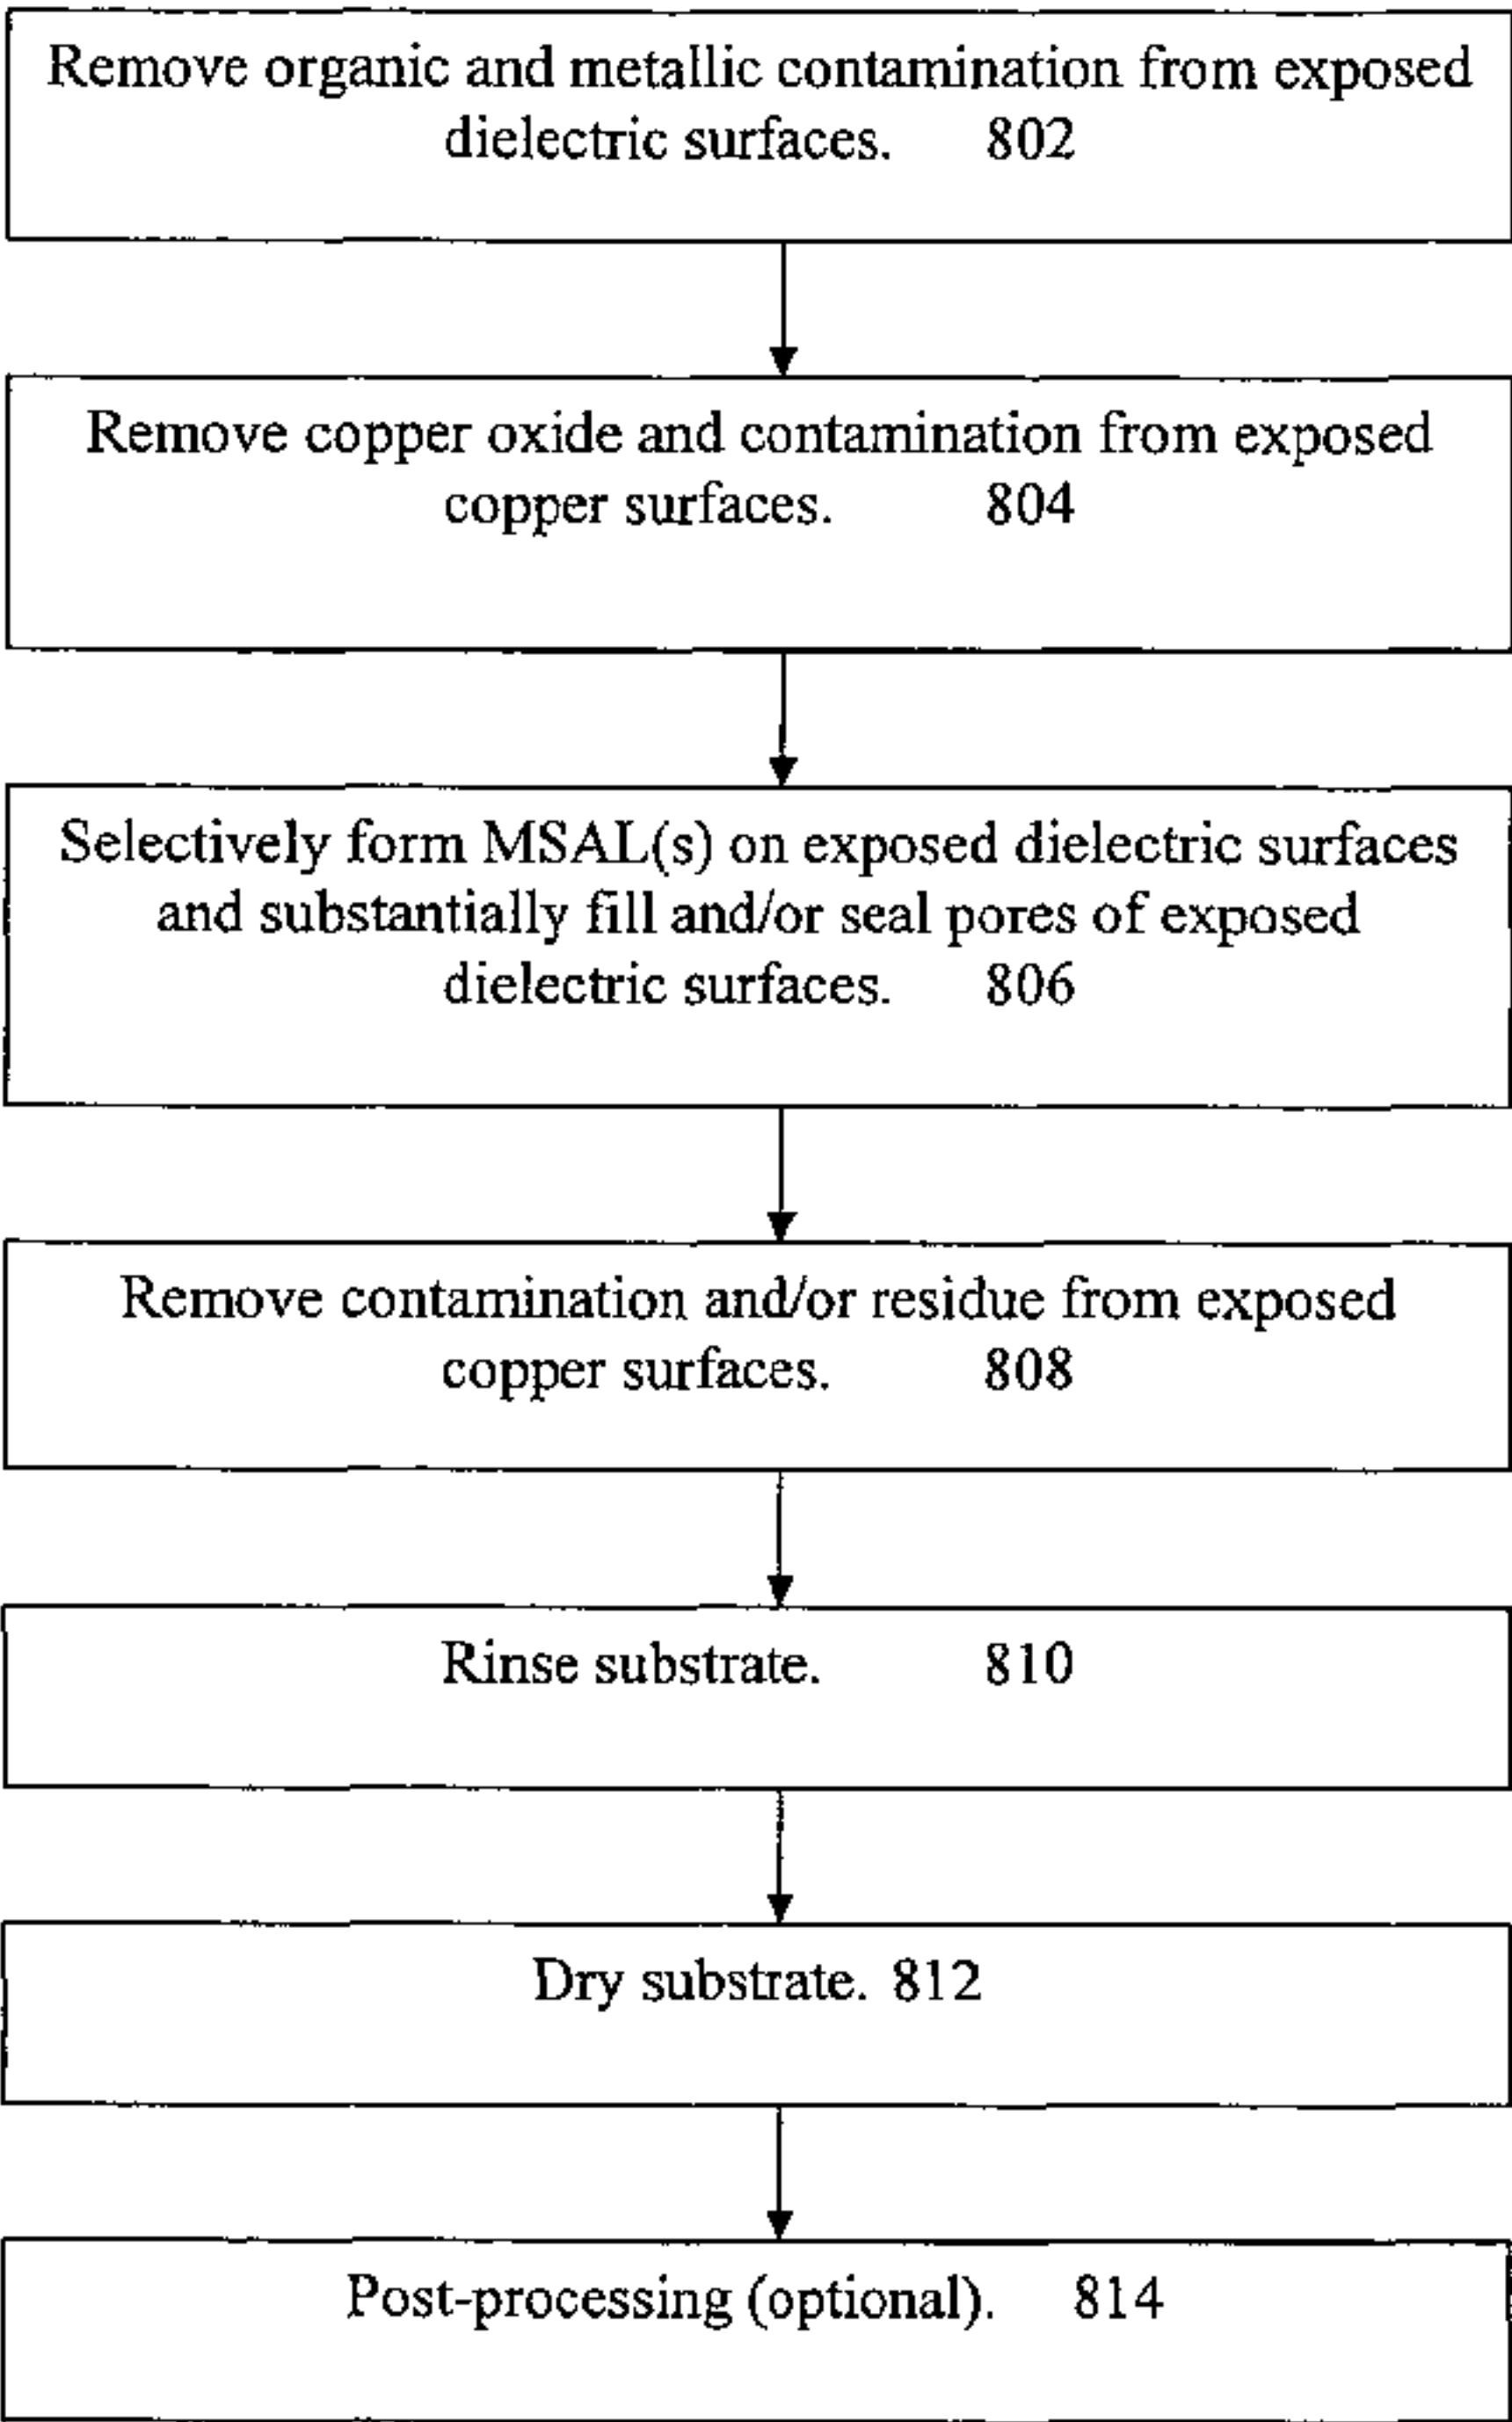 Remove organic and metallic contamination from exposed
dielectric surfaces. 802
Remove copper oxide and contamination from exposed
copper surfaces. 804
Selectively form MSAL(s) on exposed dielectric surfaces
and substantially fill and/or seal pores of exposed
dielectric surfaces. 806
Remove contamination and/or residue from exposed
copper surfaces. 808
Rinse substrate. 810
Dry substrate. 812
Post-processing (optional). 814